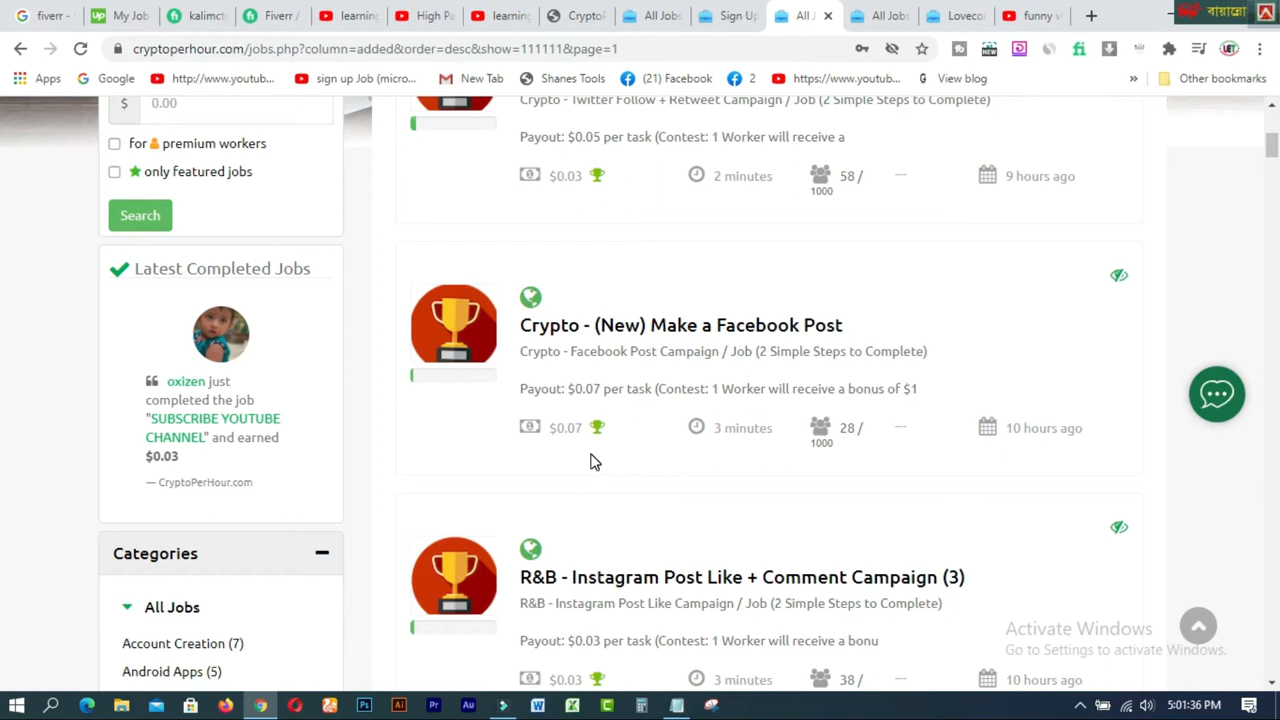 fiverr -
Up My Job
kalimch
Fiverr /
learning
High Pa
learni
CryptoP
All Jobs
Sign Up
All J
All Jobs
Loveco
funny v
বায়ান্নো
cryptoperhour.com/jobs.php?column=added&order=desc&show=111111&page=1
Apps
Google
http://www.youtub...
sign up Job (micro...
New Tab
Shanes Tools
(21) Facebook
2
https://www.youtub...
View blog
»
Other bookmarks
$ 0.00
for premium workers
only featured jobs
Search
Latest Completed Jobs
oxizen just
completed the job
"SUBSCRIBE YOUTUBE
CHANNEL" and earned
$0.03
— CryptoPerHour.com
Categories
All Jobs
Account Creation (7)
Android Apps (5)
Crypto - Twitter Follow + Retweet Campaign / Job (2 Simple Steps to Complete)
Payout: $0.05 per task (Contest: 1 Worker will receive a
$0.03 2 minutes 58 / 1000 --- 9 hours ago
Crypto - (New) Make a Facebook Post
Crypto - Facebook Post Campaign / Job (2 Simple Steps to Complete)
Payout: $0.07 per task (Contest: 1 Worker will receive a bonus of $1
$0.07 3 minutes 28 / 1000 --- 10 hours ago
R&B - Instagram Post Like + Comment Campaign (3)
R&B - Instagram Post Like Campaign / Job (2 Simple Steps to Complete)
Payout: $0.03 per task (Contest: 1 Worker will receive a bonu
$0.03 3 minutes 38 / 10 hours ago
Activate Windows
Go to Settings to activate Windows.
5:01:36 PM